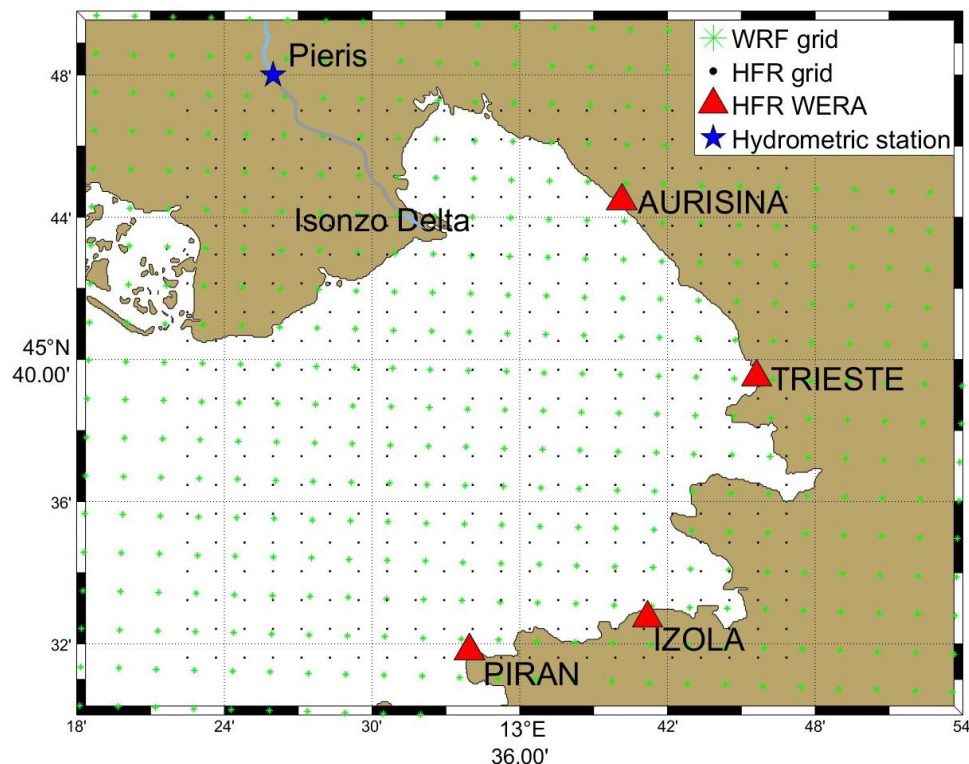 Pieris
WRF grid
HFR grid
HFR WERA
Hydrometric station
48'
AURISINA
44'
Isonzo Delta
45°N
40.00'
TRIESTE
36'
IZOLA
32'
PIRAN
18'
24'
30'
13°E
36.00'
42'
48'
54'